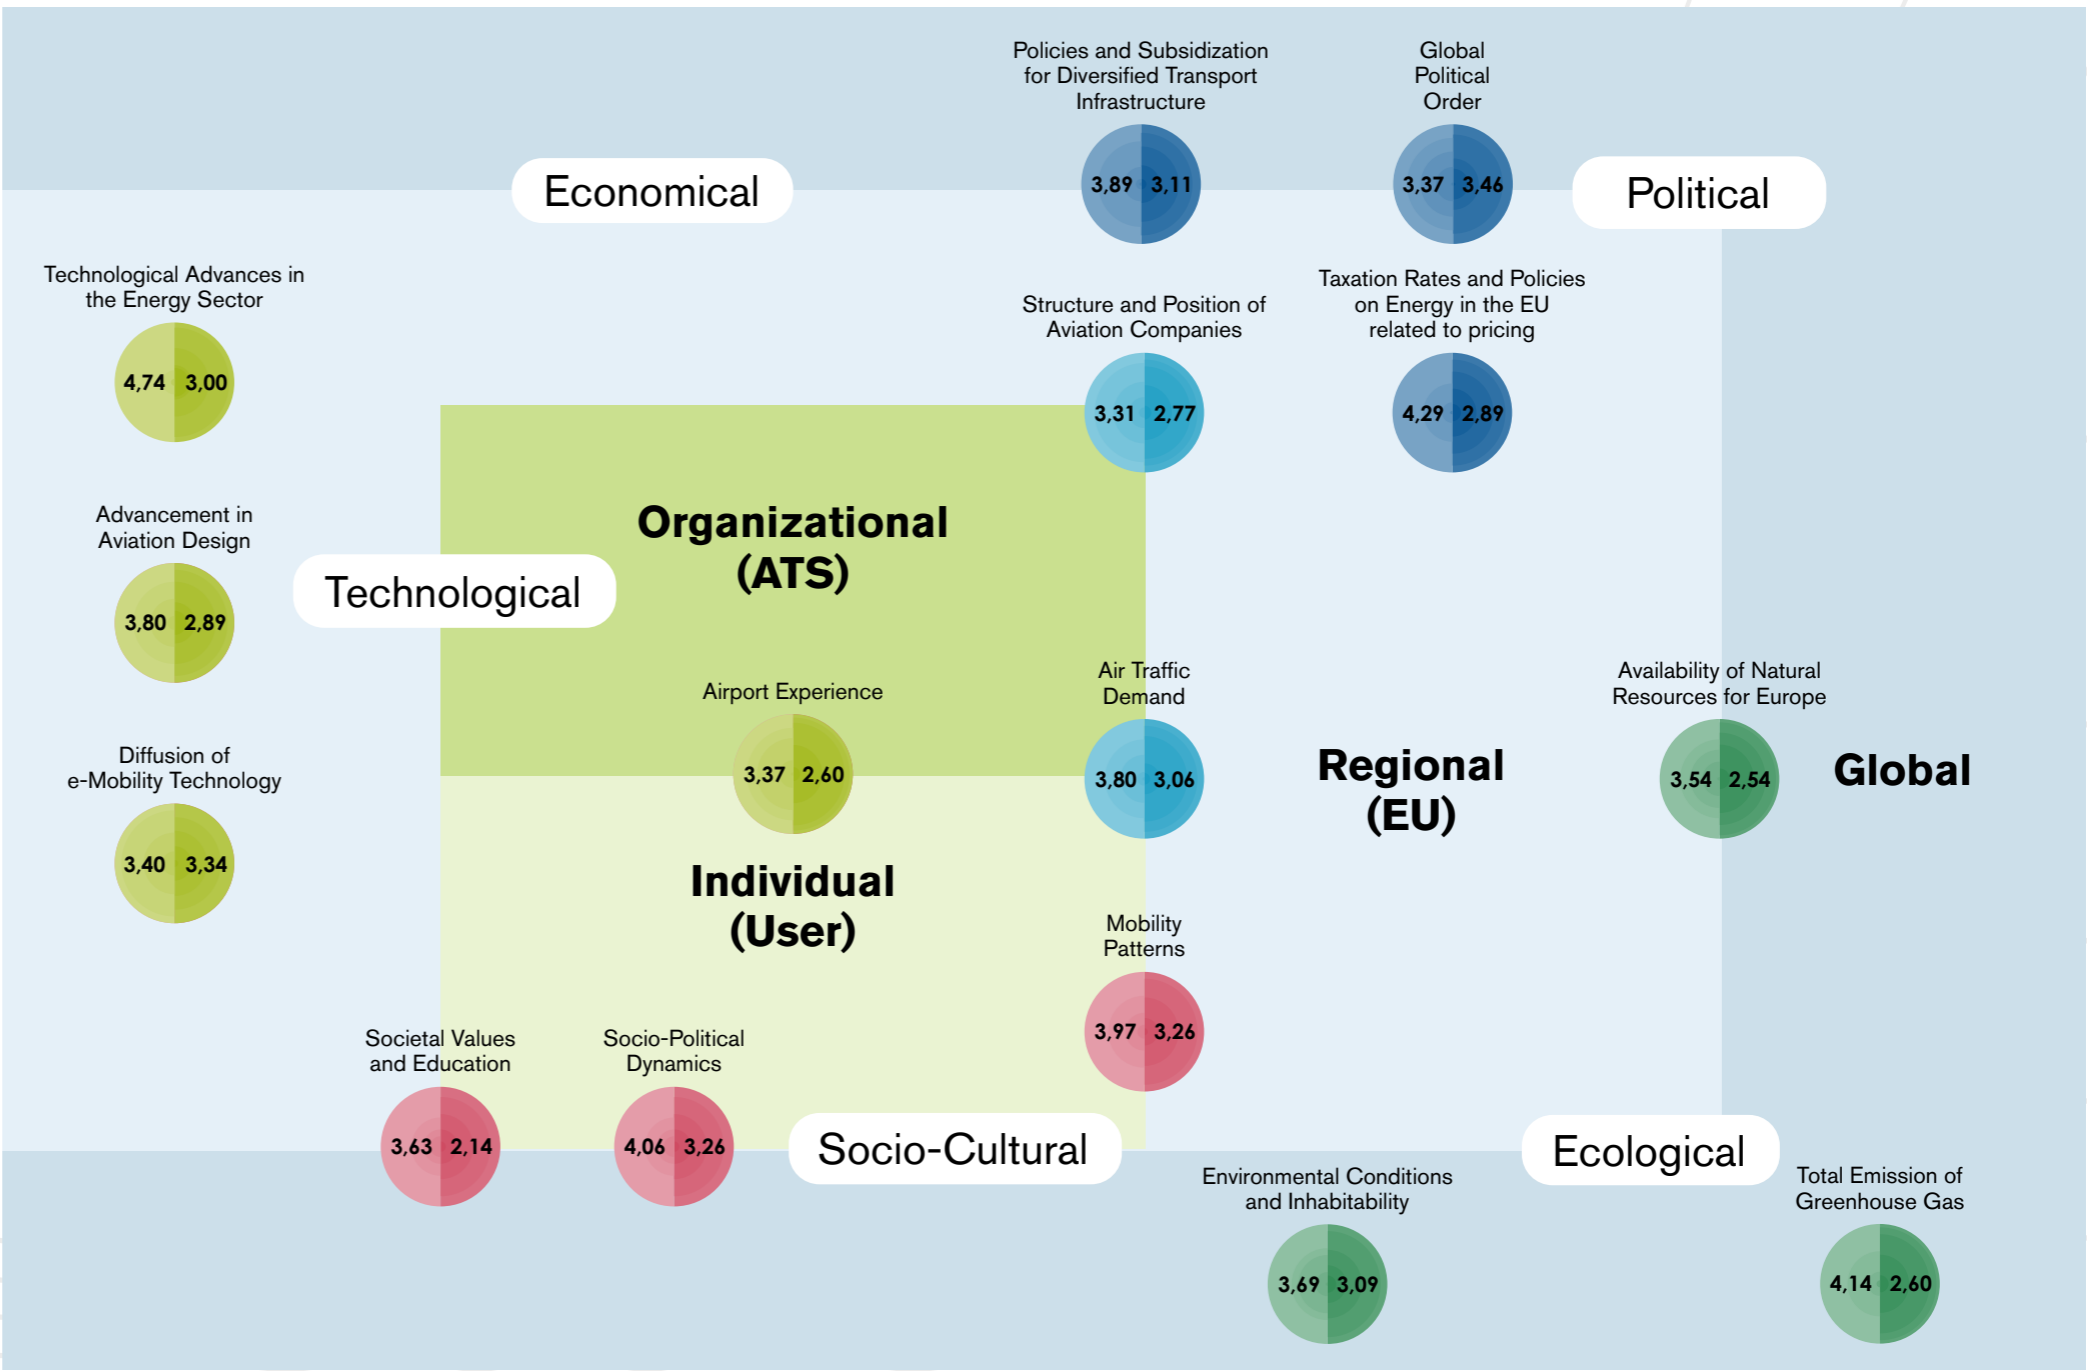 Policies and Subsidization
for Diversified Transport
Infrastructure
3,89 3,11
Global
Political
Order
3,37 3,46
Economical
Political
Technological Advances in
the Energy Sector
4,74 3,00
Structure and Position of
Aviation Companies
3,31 2,77
Taxation Rates and Policies
on Energy in the EU
related to pricing
4,29 2,89
Organizational
(ATS)
Advancement in
Aviation Design
3,80 2,89
Technological
Airport Experience
3,37 2,60
Air Traffic
Demand
3,80 3,06
Regional
(EU)
Availability of Natural
Resources for Europe
3,54 2,54
Global
Diffusion of
e-Mobility Technology
3,40 3,34
Individual
(User)
Mobility
Patterns
3,97 3,26
Societal Values
and Education
3,63 2,14
Socio-Political
Dynamics
4,06 3,26
Socio-Cultural
Ecological
Environmental Conditions
and Inhabitability
3,69 3,09
Total Emission of
Greenhouse Gas
4,14 2,60